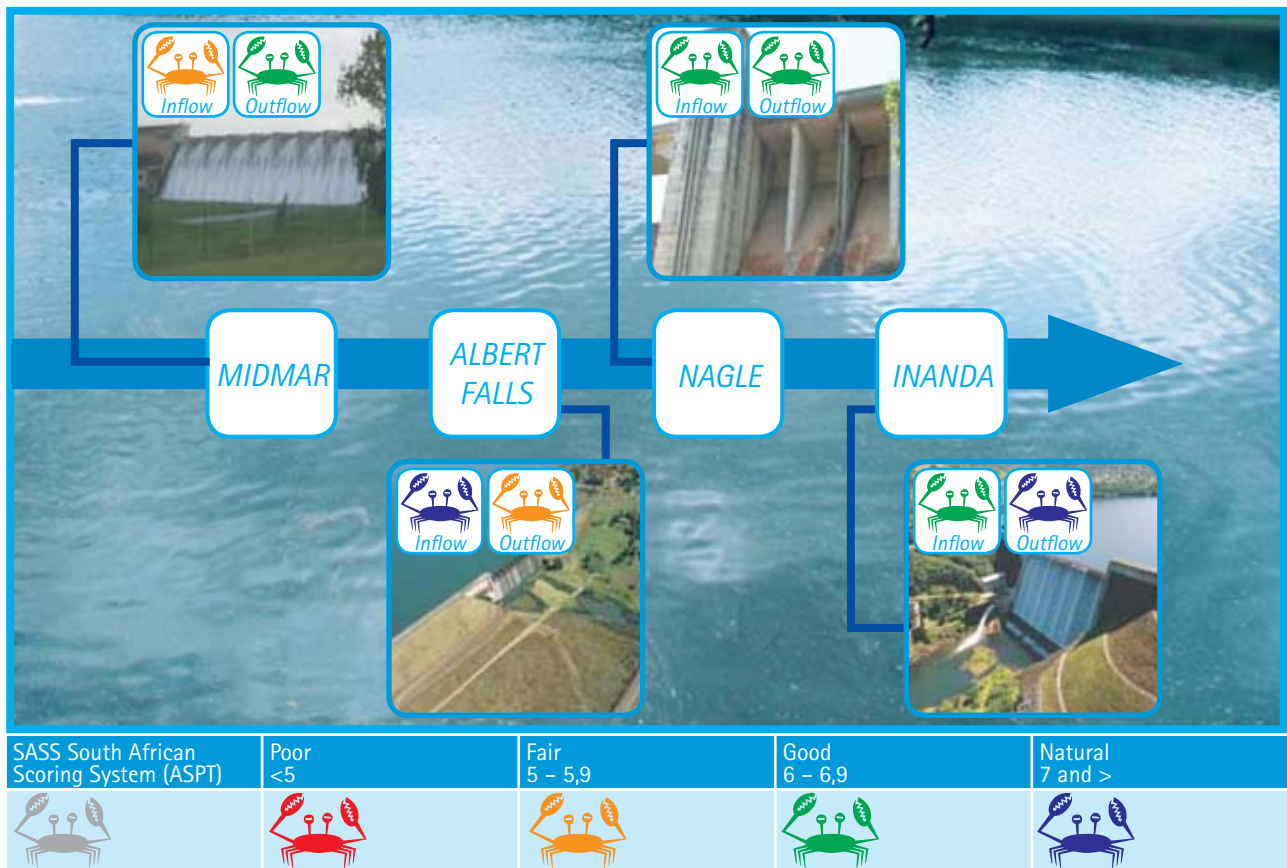 Inflow
Outflow
Inflow
Outflow
MIDMAR
ALBERT
FALLS
NAGLE
INANDA
Inflow
Outflow
Inflow
Outflow
SASS South African
Scoring System (ASPT)
Poor
<5
Fair
5 – 5,9
Good
6 – 6,9
Natural
7 and >